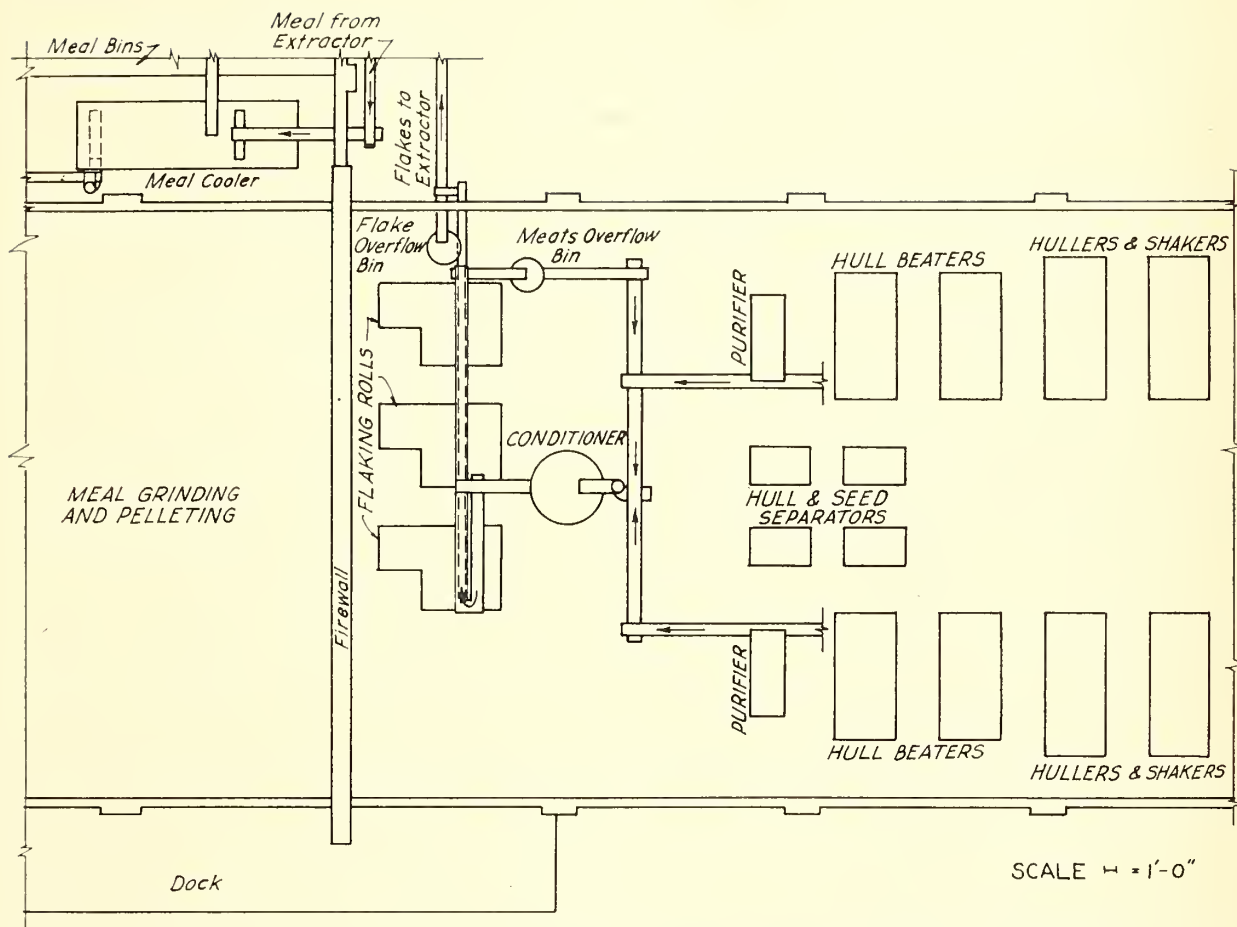 Meal from
Extractor
Meal Bins
Flakes to
Extractor
Meal Cooler
Flake
Overflow
Bin
Meats Overflow
Bin
HULLERS & SHAKERS
HULL BEATERS
PURIFIER
FLAKING ROLLS
CONDITIONER
MEAL GRINDING
AND PELLETING
HULL & SEED
SEPARATORS
Firewall
PURIFIER
HULL BEATERS
HULLERS & SHAKERS
Dock
SCALE = 1'-0"